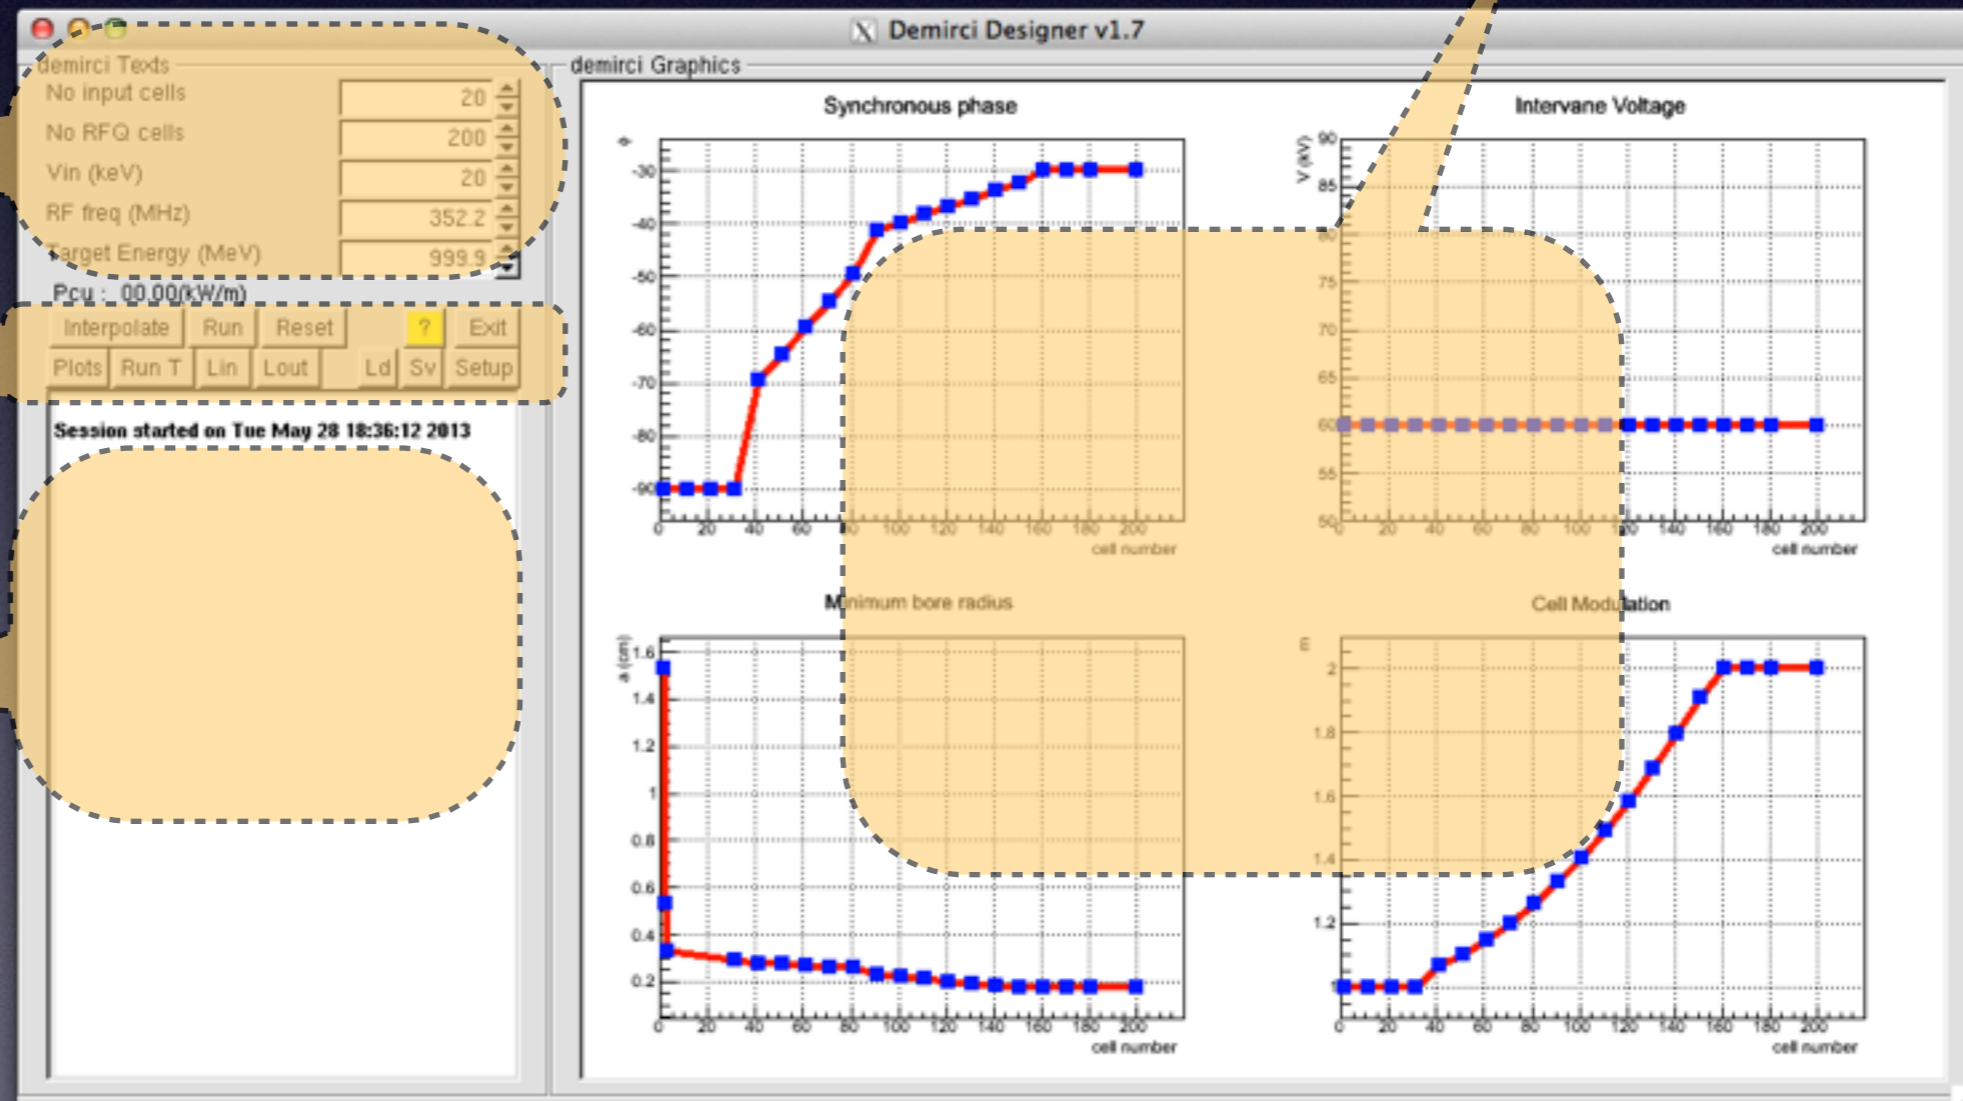 Demirci Designer v1.7
demirci Texts
No input cells 20
No RFQ cells 200
Vin (keV) 20
RF freq (MHz) 352.2
Target Energy (MeV) 999.9
Pcu : 00.00(kW/m)
Interpolate Run Reset ? Exit
Plots Run T Lin Lout Ld Sv Setup
Session started on Tue May 28 18:36:12 2013
demirci Graphics
Synchronous phase
ϕ
-30
-40
-50
-60
-70
-80
-90
0 20 40 60 80 100 120 140 160 180 200
cell number
Intervane Voltage
V (kV)
90
85
80
75
70
65
60
55
50
0 20 40 60 80 100 120 140 160 180 200
cell number
Minimum bore radius
a (cm)
1.6
1.4
1.2
1
0.8
0.6
0.4
0.2
0 20 40 60 80 100 120 140 160 180 200
cell number
Cell Modulation
m
2
1.8
1.6
1.4
1.2
0 20 40 60 80 100 120 140 160 180 200
cell number